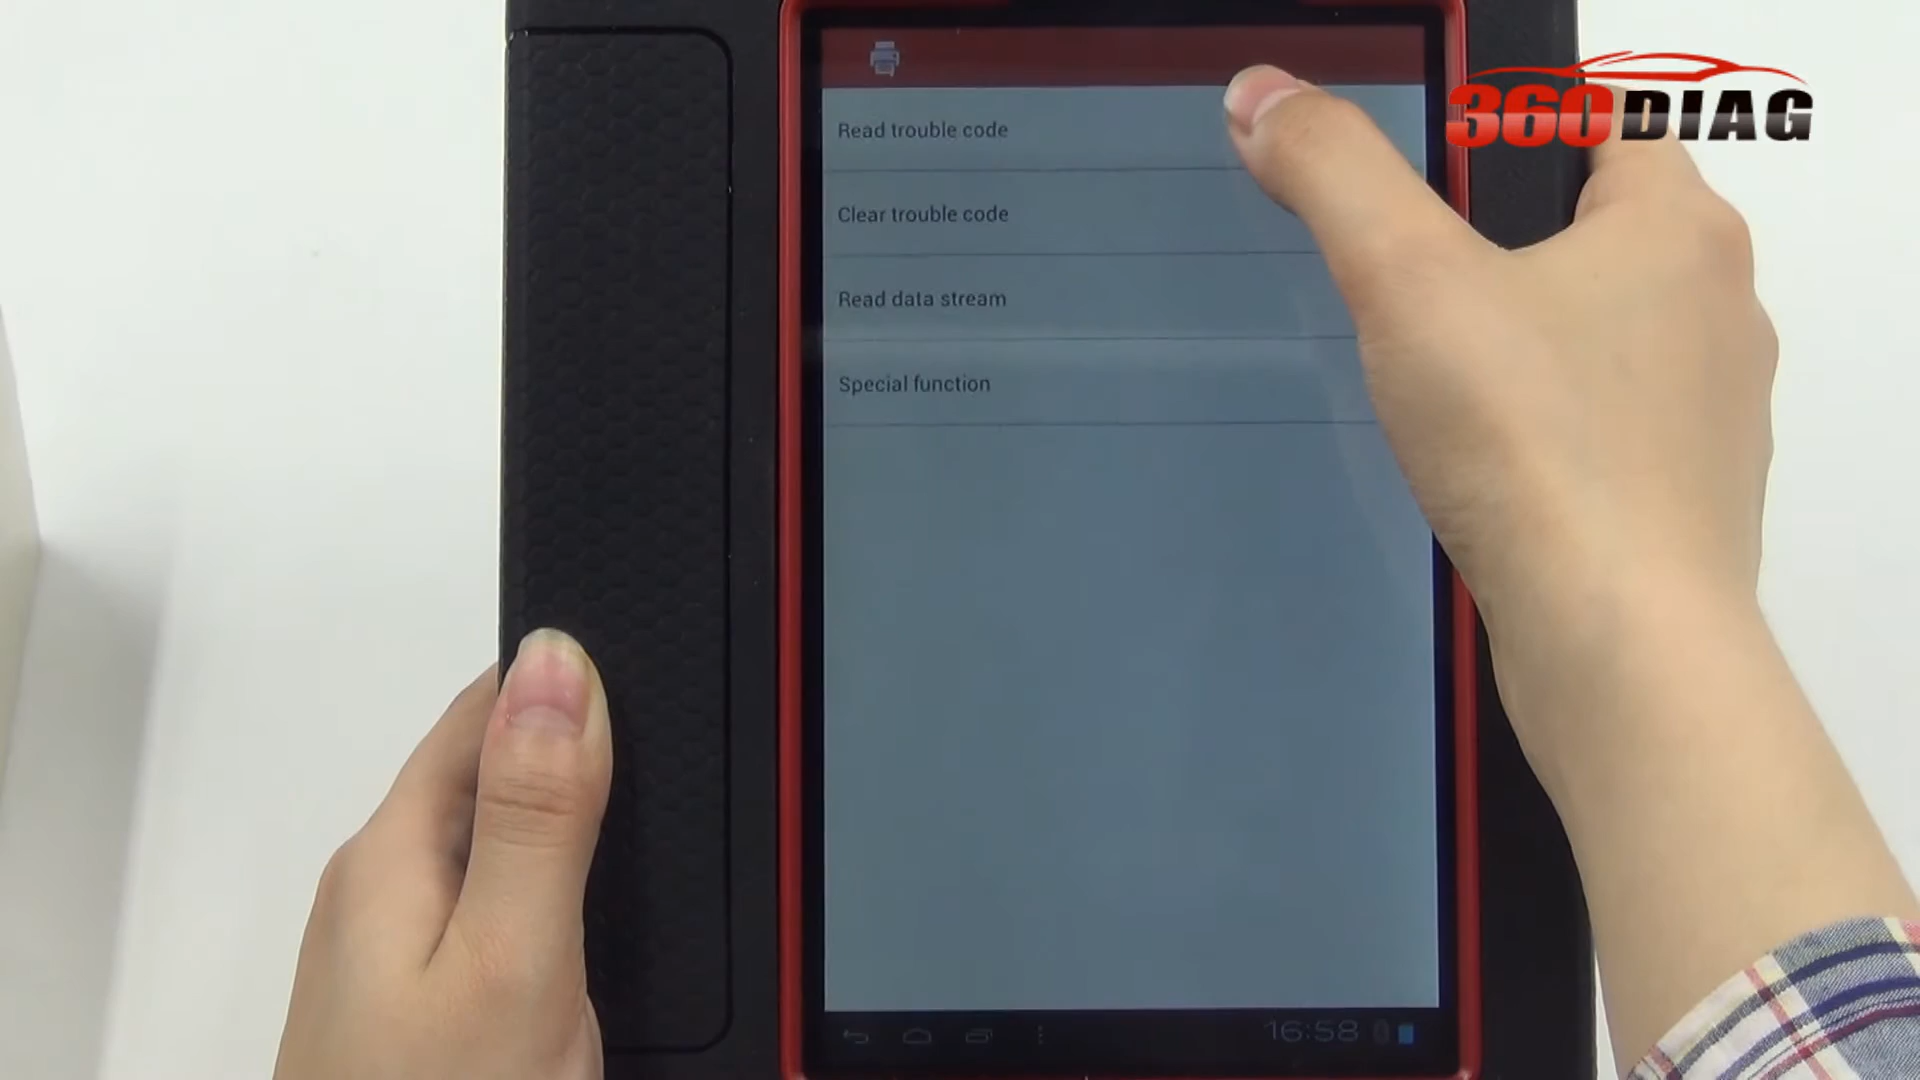 360DIAG
Read trouble code
Clear trouble code
Read data stream
Special function
16:58